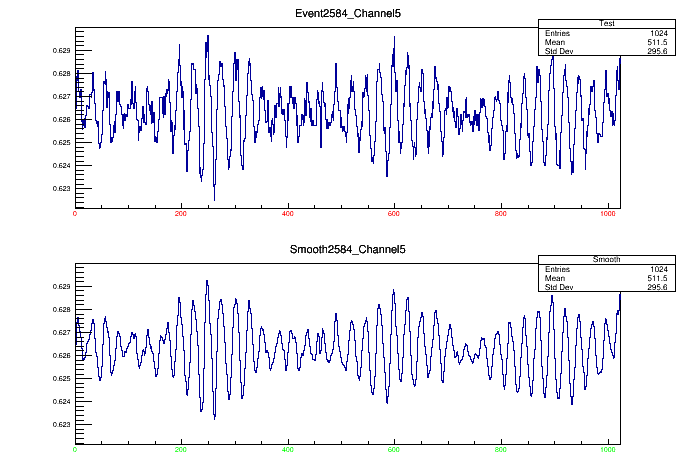 Event2584_Channel5
Test
Entries 1024
Mean 511.5
Std Dev 295.6
0.629
0.628
0.627
0.626
0.625
0.624
0.623
0 200 400 600 800 1000
Smooth2584_Channel5
Smooth
Entries 1024
Mean 511.5
Std Dev 295.6
0.629
0.628
0.627
0.626
0.625
0.624
0.623
0 200 400 600 800 1000